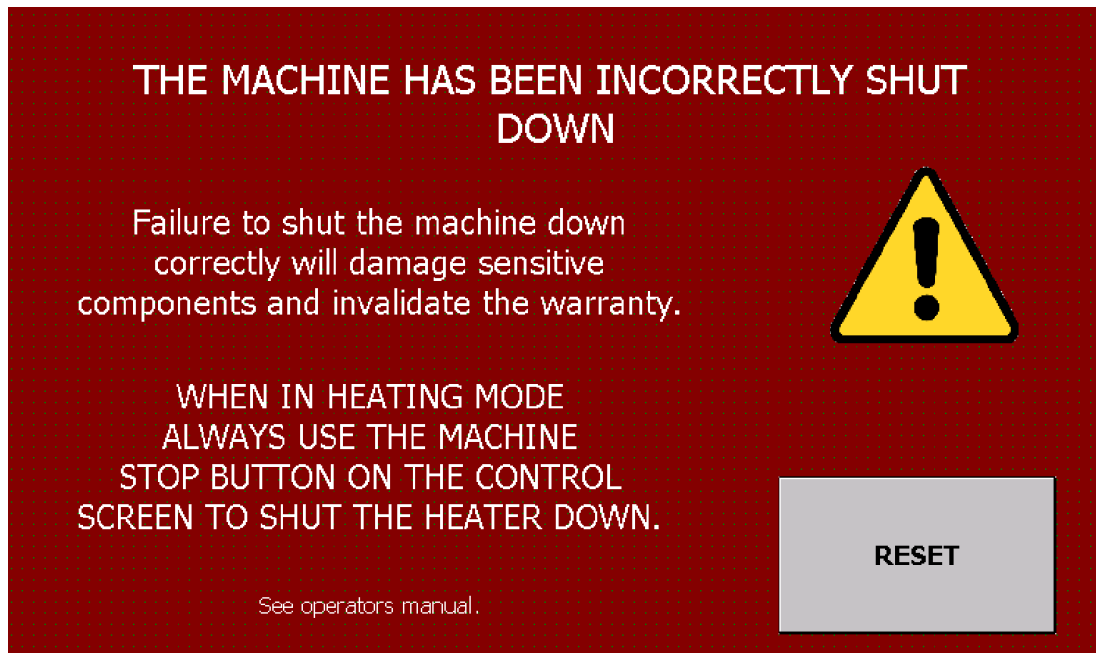 THE MACHINE HAS BEEN INCORRECTLY SHUT
DOWN
Failure to shut the machine down
correctly will damage sensitive
components and invalidate the warranty.
WHEN IN HEATING MODE
ALWAYS USE THE MACHINE
STOP BUTTON ON THE CONTROL
SCREEN TO SHUT THE HEATER DOWN.
RESET
See operators manual.